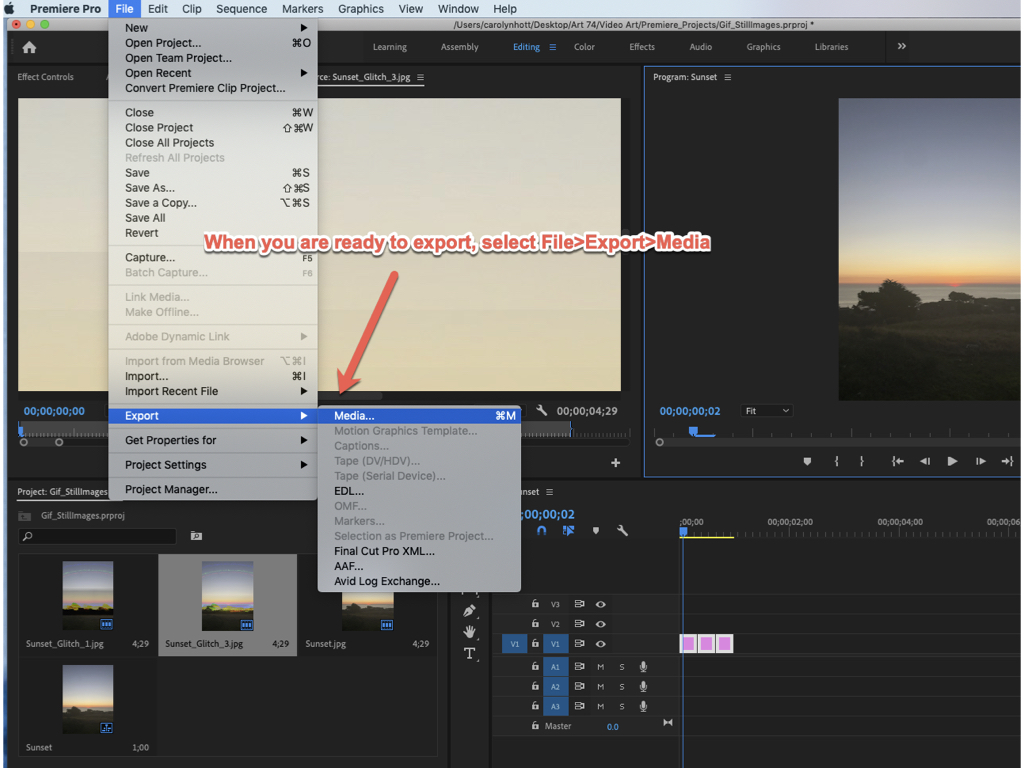 Premiere Pro File Edit Clip Sequence Markers Graphics View Window Help
/Users/carolynhott/Desktop/Art 74/Video Art/Premiere_Projects/Gif_StillImages.prproj *
Learning Assembly Editing Color Effects Audio Graphics Libraries
Effect Controls
rce: Sunset_Glitch_3.jpg
Program: Sunset
New
Open Project... ⌘O
Open Team Project...
Open Recent
Convert Premiere Clip Project...
Close ⌘W
Close Project ⇧⌘W
Close All Projects
Refresh All Projects
Save ⌘S
Save As... ⇧⌘S
Save a Copy... ⌥⌘S
Save All
Revert
Capture... F5
Batch Capture... F6
Link Media...
Make Offline...
Adobe Dynamic Link
Import from Media Browser ⌥⌘I
Import... ⌘I
Import Recent File
Export
Get Properties for
Project Settings
Project Manager...
When you are ready to export, select File>Export>Media
Media... ⌘M
Motion Graphics Template...
Captions...
Tape (DV/HDV)...
Tape (Serial Device)...
EDL...
OMF...
Markers...
Selection as Premiere Project...
Final Cut Pro XML...
AAF...
Avid Log Exchange...
00;00;00;00
00;00;04;29
00;00;00;02 Fit
Project: Gif_StillImages
Gif_StillImages.prproj
Sunset_Glitch_1.jpg 4;29
Sunset_Glitch_3.jpg 4;29
Sunset.jpg 4;29
Sunset 1;00
T
nset
;00;00;02
;00;00 00;00;02;00 00;00;04;00 00;00;06
V3
V2
V1 V1
A1 M S
A2 M S
A3 M S
Master 0.0